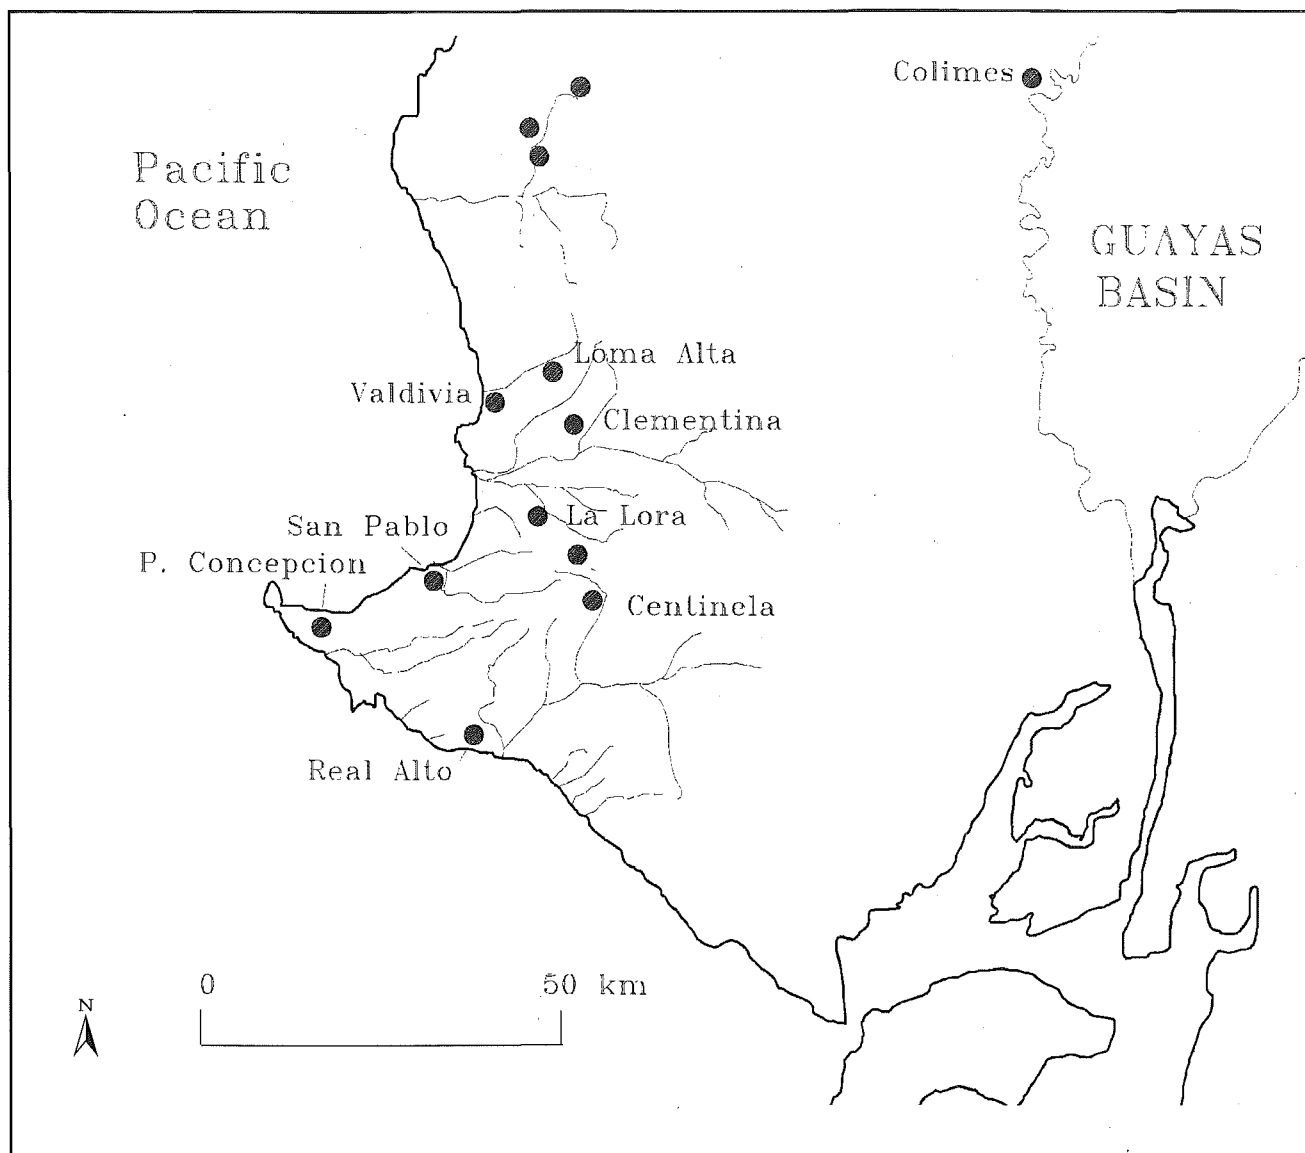 Colimes
Pacific
Ocean
GUAYAS
BASIN
Lóma Alta
Valdivia
Clementina
San Pablo
La Lora
P. Concepcion
Centinela
Real Alto
0 50 km
N